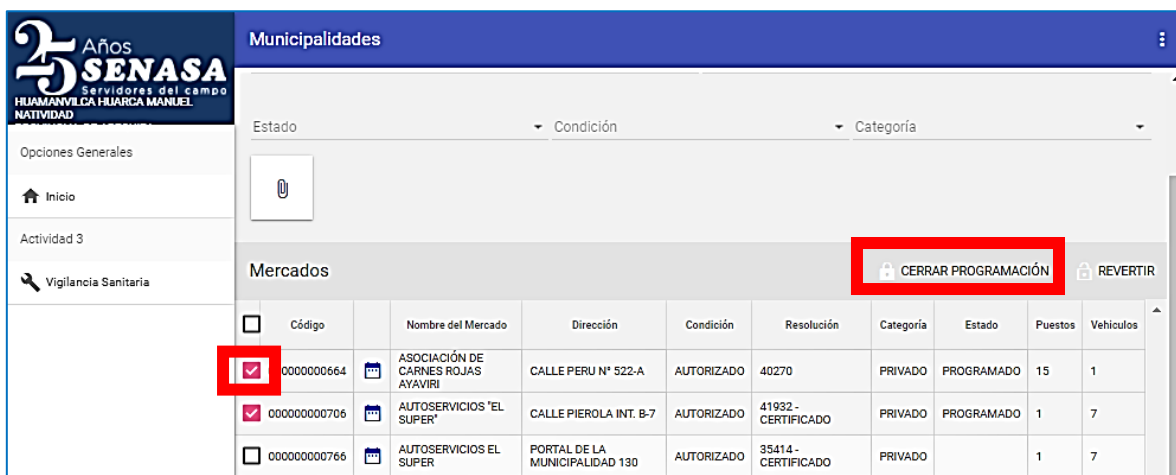 25 Años
SENASA
Servidores del campo
HUAMANVILCA HUARCA MANUEL
NATIVIDAD
Opciones Generales
Inicio
Actividad 3
Vigilancia Sanitaria
Municipalidades
Estado Condición Categoría
Mercados CERRAR PROGRAMACIÓN REVERTIR
Código Nombre del Mercado Dirección Condición Resolución Categoría Estado Puestos Vehiculos
000000000664 ASOCIACIÓN DE CARNES ROJAS AYAVIRI CALLE PERU N° 522-A AUTORIZADO 40270 PRIVADO PROGRAMADO 15 1
000000000706 AUTOSERVICIOS "EL SUPER" CALLE PIEROLA INT. B-7 AUTORIZADO 41932 - CERTIFICADO PRIVADO PROGRAMADO 1 7
000000000766 AUTOSERVICIOS EL SUPER PORTAL DE LA MUNICIPALIDAD 130 AUTORIZADO 35414 - CERTIFICADO PRIVADO 1 7